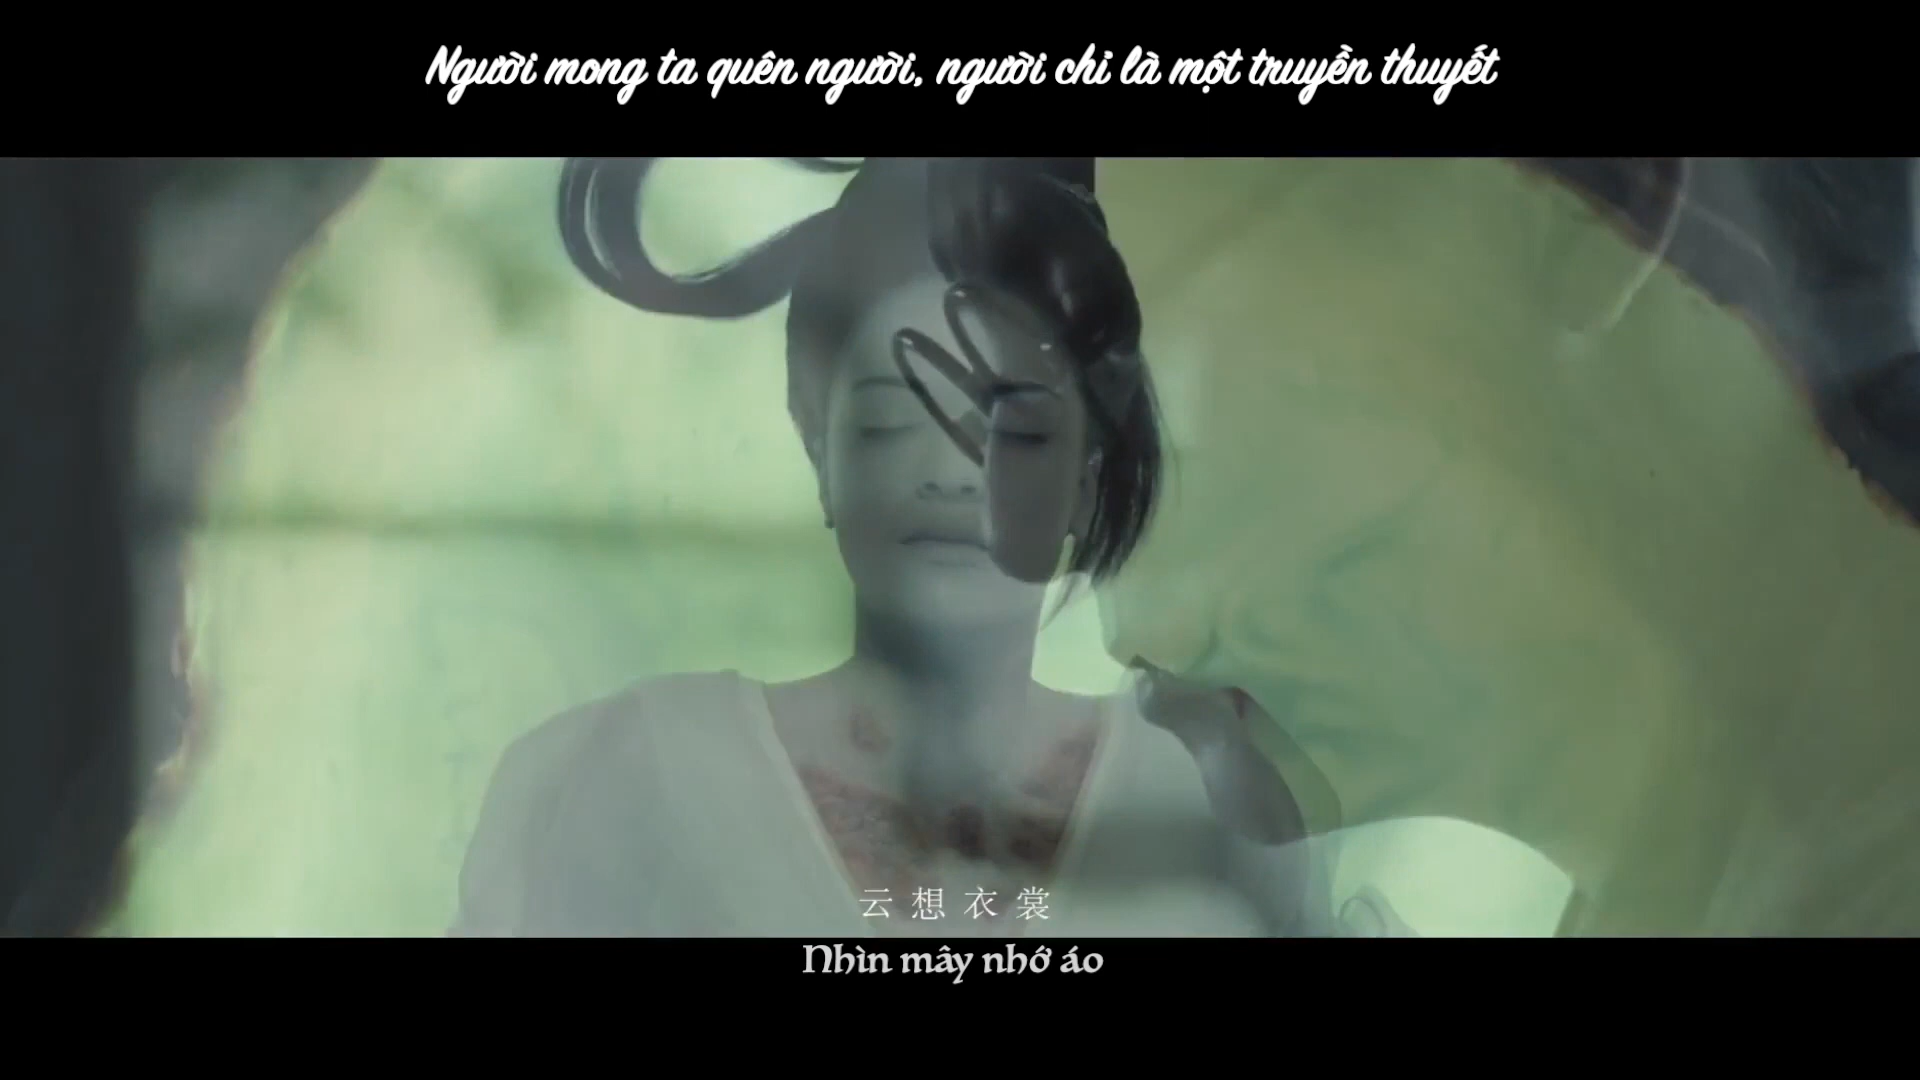 Người mong ta quên người, người chỉ là một truyền thuyết
云想衣裳
Nhìn mây nhớ áo